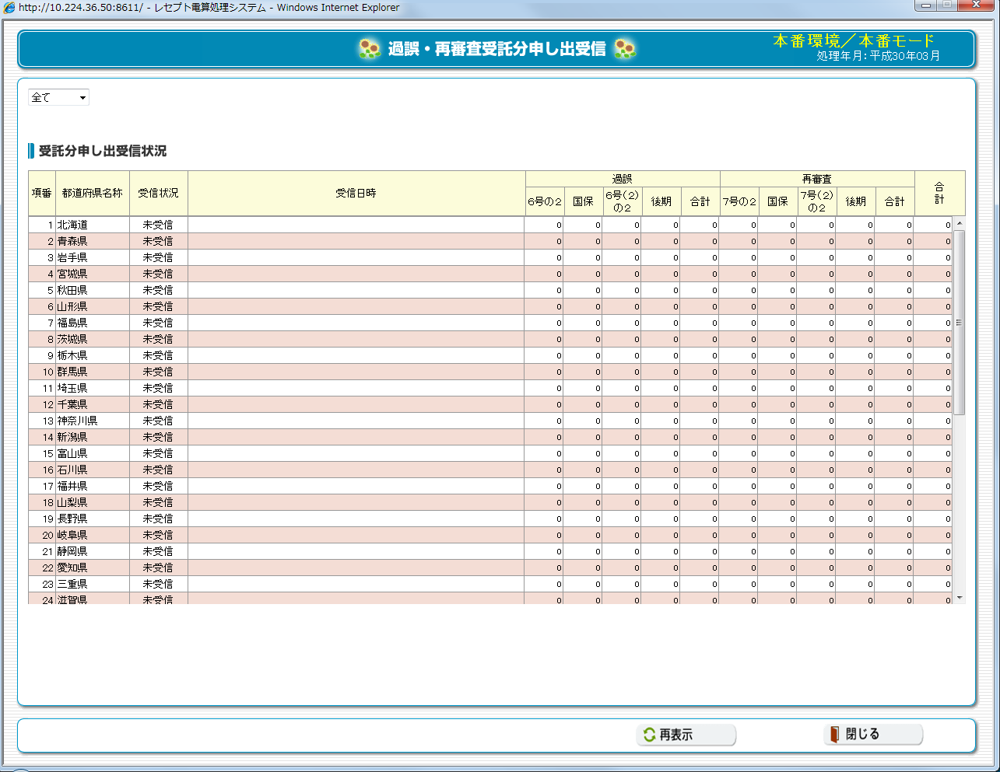 http://10.224.36.50:8611/ - レセプト電算処理システム - Windows Internet Explorer
過誤・再審査受託分申し出受信
本番環境／本番モード
処理年月：平成30年03月
全て
受託分申し出受信状況
項番 都道府県名称 受信状況 受信日時 過誤 再審査 合計
6号の2 国保 6号(2)の2 後期 合計 7号の2 国保 7号(2)の2 後期 合計
1 北海道 未受信 0 0 0 0 0 0 0 0 0 0 0
2 青森県 未受信 0 0 0 0 0 0 0 0 0 0 0
3 岩手県 未受信 0 0 0 0 0 0 0 0 0 0 0
4 宮城県 未受信 0 0 0 0 0 0 0 0 0 0 0
5 秋田県 未受信 0 0 0 0 0 0 0 0 0 0 0
6 山形県 未受信 0 0 0 0 0 0 0 0 0 0 0
7 福島県 未受信 0 0 0 0 0 0 0 0 0 0 0
8 茨城県 未受信 0 0 0 0 0 0 0 0 0 0 0
9 栃木県 未受信 0 0 0 0 0 0 0 0 0 0 0
10 群馬県 未受信 0 0 0 0 0 0 0 0 0 0 0
11 埼玉県 未受信 0 0 0 0 0 0 0 0 0 0 0
12 千葉県 未受信 0 0 0 0 0 0 0 0 0 0 0
13 神奈川県 未受信 0 0 0 0 0 0 0 0 0 0 0
14 新潟県 未受信 0 0 0 0 0 0 0 0 0 0 0
15 富山県 未受信 0 0 0 0 0 0 0 0 0 0 0
16 石川県 未受信 0 0 0 0 0 0 0 0 0 0 0
17 福井県 未受信 0 0 0 0 0 0 0 0 0 0 0
18 山梨県 未受信 0 0 0 0 0 0 0 0 0 0 0
19 長野県 未受信 0 0 0 0 0 0 0 0 0 0 0
20 岐阜県 未受信 0 0 0 0 0 0 0 0 0 0 0
21 静岡県 未受信 0 0 0 0 0 0 0 0 0 0 0
22 愛知県 未受信 0 0 0 0 0 0 0 0 0 0 0
23 三重県 未受信 0 0 0 0 0 0 0 0 0 0 0
24 滋賀県 未受信 0 0 0 0 0 0 0 0 0 0 0
再表示
閉じる